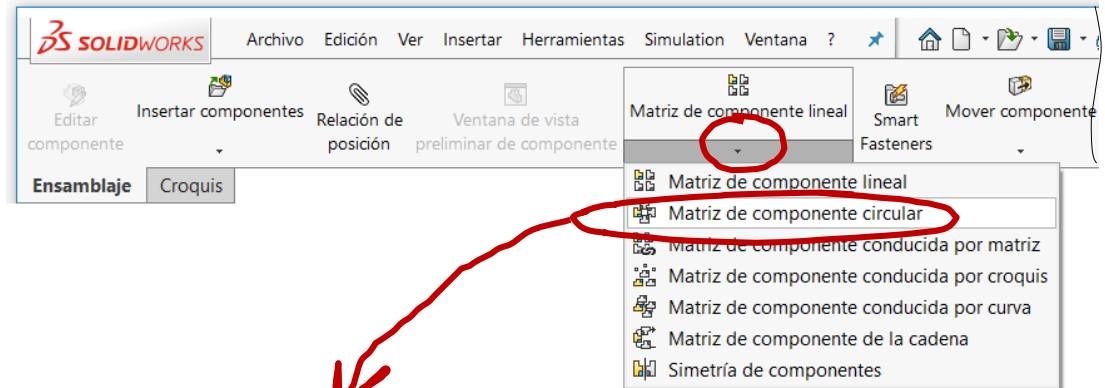 SOLIDWORKS Archivo Edición Ver Insertar Herramientas Simulation Ventana ?
Editar componente
Insertar componentes
Relación de posición
Ventana de vista preliminar de componente
Matriz de componente lineal
Smart Fasteners
Mover componente
Ensamblaje Croquis
Matriz de componente lineal
Matriz de componente circular
Matriz de componente conducida por matriz
Matriz de componente conducida por croquis
Matriz de componente conducida por curva
Matriz de componente de la cadena
Simetría de componentes